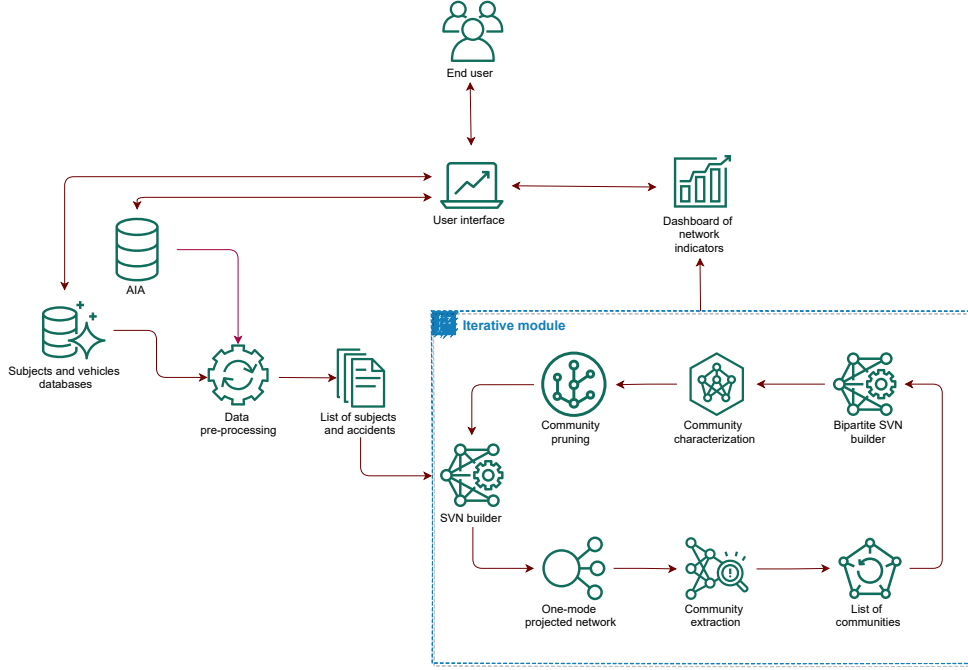 End user
User interface
Dashboard of
network
indicators
AIA
Subjects and vehicles
databases
Data
pre-processing
List of subjects
and accidents
Iterative module
Community
pruning
Community
characterization
Bipartite SVN
builder
SVN builder
One-mode
projected network
Community
extraction
List of
communities